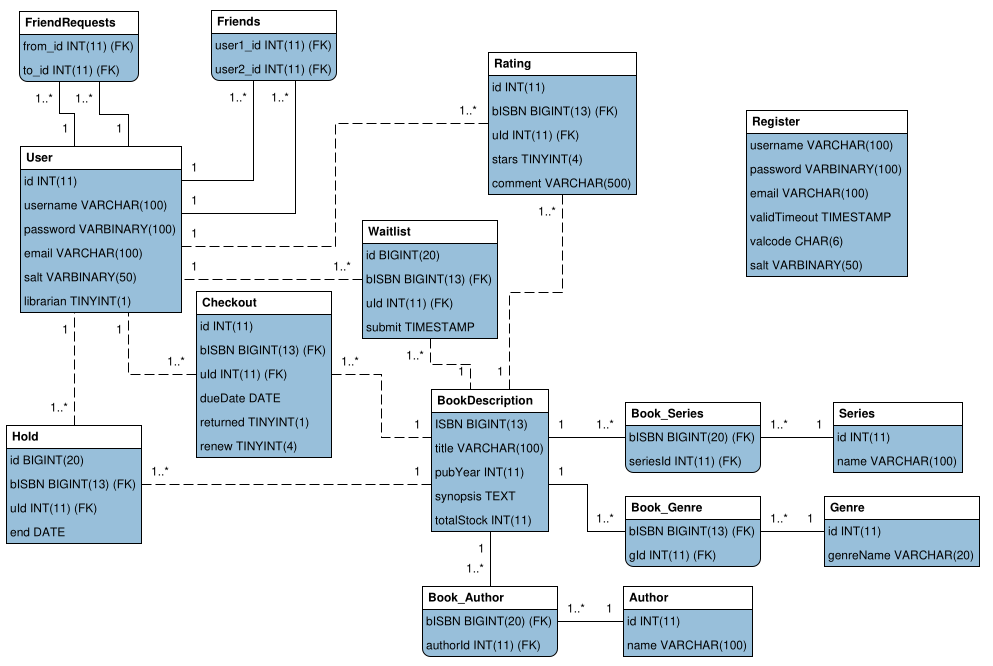 FriendRequests
from_id INT(11) (FK)
to_id INT(11) (FK)
Friends
user1_id INT(11) (FK)
user2_id INT(11) (FK)
1..*
1..*
1
1
1..*
1..*
Rating
id INT(11)
bISBN BIGINT(13) (FK)
uId INT(11) (FK)
stars TINYINT(4)
comment VARCHAR(500)
1..*
1..*
Register
username VARCHAR(100)
password VARBINARY(100)
email VARCHAR(100)
validTimeout TIMESTAMP
valcode CHAR(6)
salt VARBINARY(50)
User
id INT(11)
username VARCHAR(100)
password VARBINARY(100)
email VARCHAR(100)
salt VARBINARY(50)
librarian TINYINT(1)
1
1
1
1
1..*
Waitlist
id BIGINT(20)
bISBN BIGINT(13) (FK)
uId INT(11) (FK)
submit TIMESTAMP
1..*
1
1
1
1
1..*
1..*
Checkout
id INT(11)
bISBN BIGINT(13) (FK)
uId INT(11) (FK)
dueDate DATE
returned TINYINT(1)
renew TINYINT(4)
1..*
1
Hold
id BIGINT(20)
bISBN BIGINT(13) (FK)
uId INT(11) (FK)
end DATE
1..*
1
BookDescription
ISBN BIGINT(13)
title VARCHAR(100)
pubYear INT(11)
synopsis TEXT
totalStock INT(11)
1
1..*
Book_Series
bISBN BIGINT(20) (FK)
seriesId INT(11) (FK)
1..*
1
Series
id INT(11)
name VARCHAR(100)
1
1..*
Book_Genre
bISBN BIGINT(13) (FK)
gId INT(11) (FK)
1..*
1
Genre
id INT(11)
genreName VARCHAR(20)
1
1..*
Book_Author
bISBN BIGINT(20) (FK)
authorId INT(11) (FK)
1..*
1
Author
id INT(11)
name VARCHAR(100)